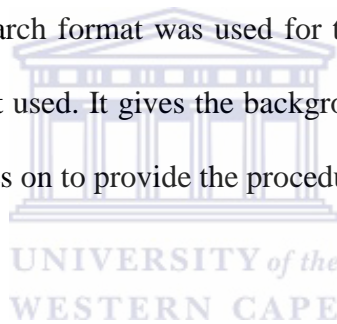 arch format was used for t
t used. It gives the backgro
s on to provide the procedu
UNIVERSITY of the
WESTERN CAPE